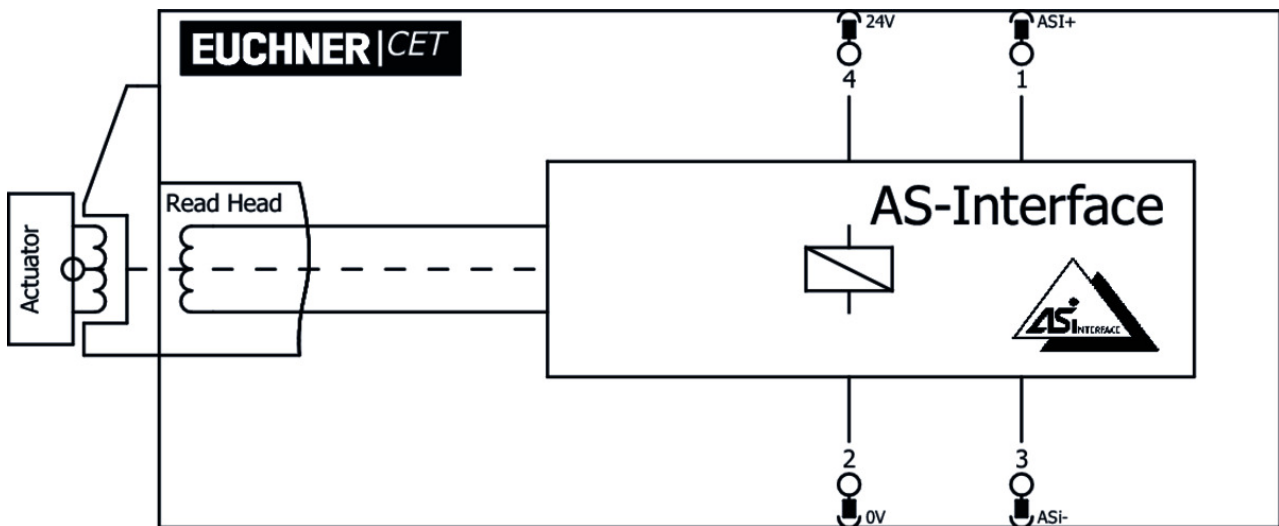 EUCHNER|CET
24V
ASI+
4
1
Read Head
AS-Interface
Actuator
ASi
INTERFACE
2
3
0V
ASi-